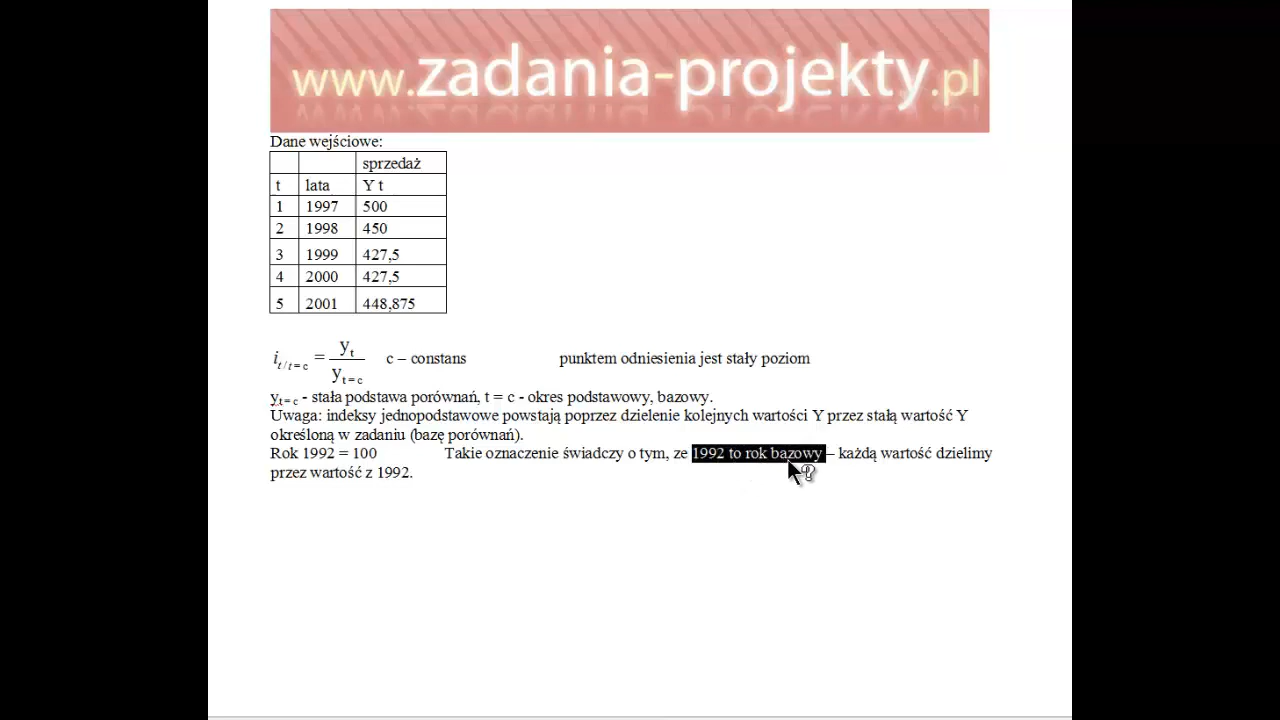 www.zadania-projekty.pl
Dane wejściowe:
sprzedaż
t lata Y t
1 1997 500
2 1998 450
3 1999 427,5
4 2000 427,5
5 2001 448,875
i t/t=c = y t / y t=c c – constans punktem odniesienia jest stały poziom
y t=c - stała podstawa porównań, t = c - okres podstawowy, bazowy.
Uwaga: indeksy jednopodstawowe powstają poprzez dzielenie kolejnych wartości Y przez stałą wartość Y
określoną w zadaniu (bazę porównań).
Rok 1992 = 100 Takie oznaczenie świadczy o tym, ze 1992 to rok bazowy – każdą wartość dzielimy
przez wartość z 1992.